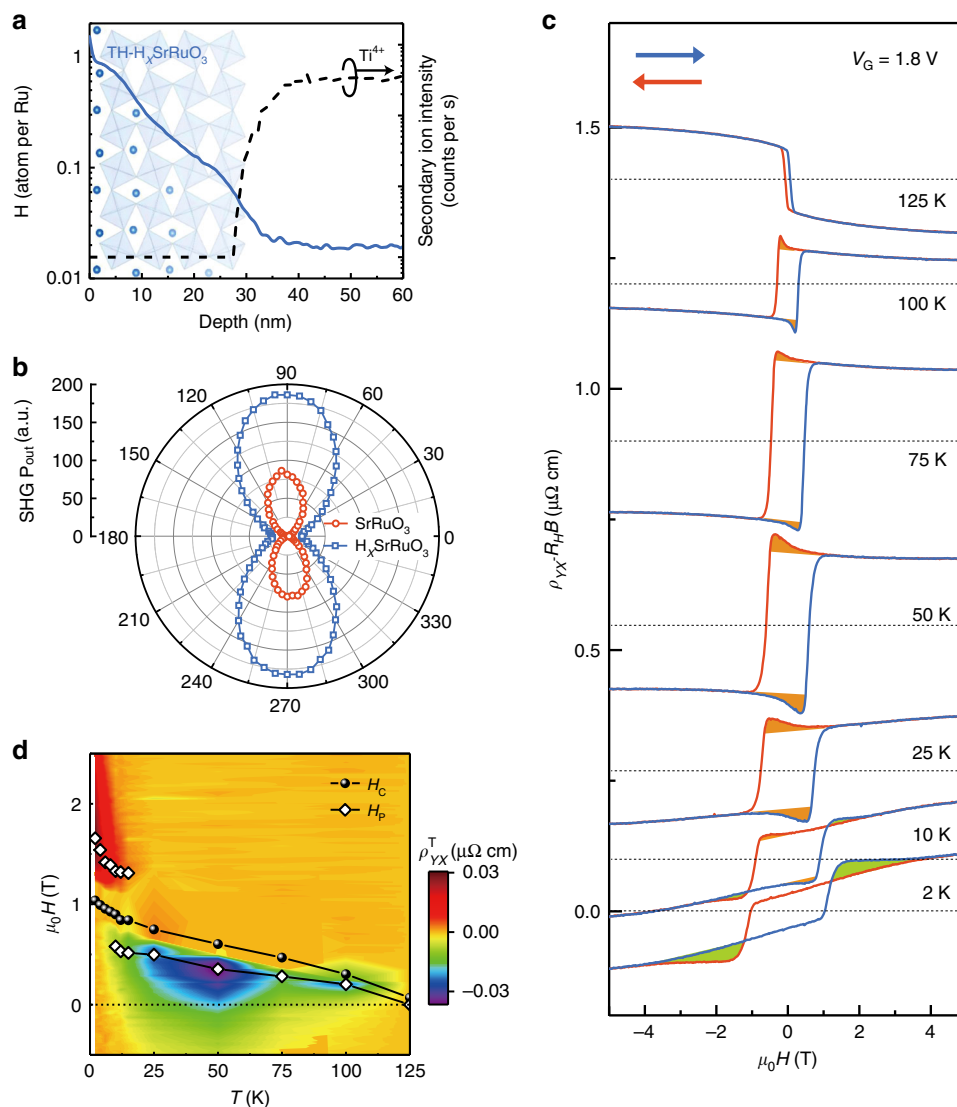 a
TH-HXSrRuO3
Ti4+
H (atom per Ru)
1
0.1
0.01
0 10 20 30 40 50 60
Depth (nm)
Secondary ion intensity
(counts per s)
b
SHG Pout (a.u.)
200
150
100
50
0
90
120 60
150 30
180 0
210 330
240 300
270
SrRuO3
HXSrRuO3
c
VG = 1.8 V
ρYX-RHB (μΩ cm)
1.5
1.0
0.5
0.0
125 K
100 K
75 K
50 K
25 K
10 K
2 K
−4 −2 0 2 4
μ0H (T)
d
HC
HP
μ0H (T)
2
1
0
0 25 50 75 100 125
T (K)
ρTYX (μΩ cm)
0.03
0.00
−0.03